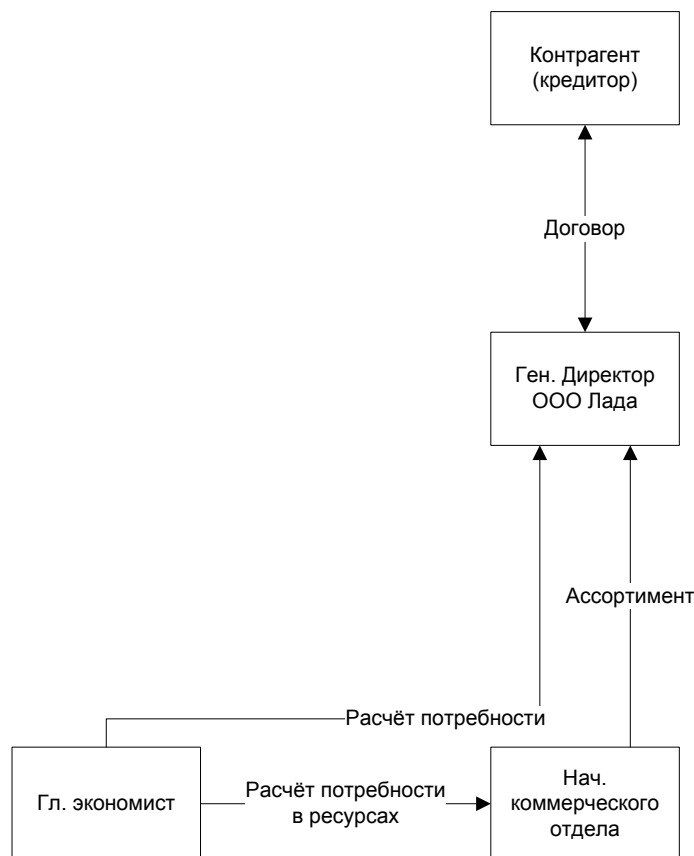 Контрагент
(кредитор)
Договор
Ген. Директор
ООО Лада
Ассортимент
Расчёт потребности
Гл. экономист
Расчёт потребности
в ресурсах
Нач.
коммерческого
отдела